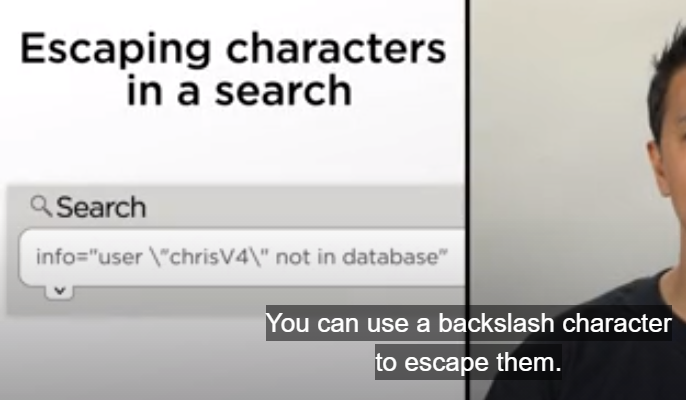 Escaping characters
in a search
Search
info="user \"chrisV4\" not in database"
You can use a backslash character
to escape them.